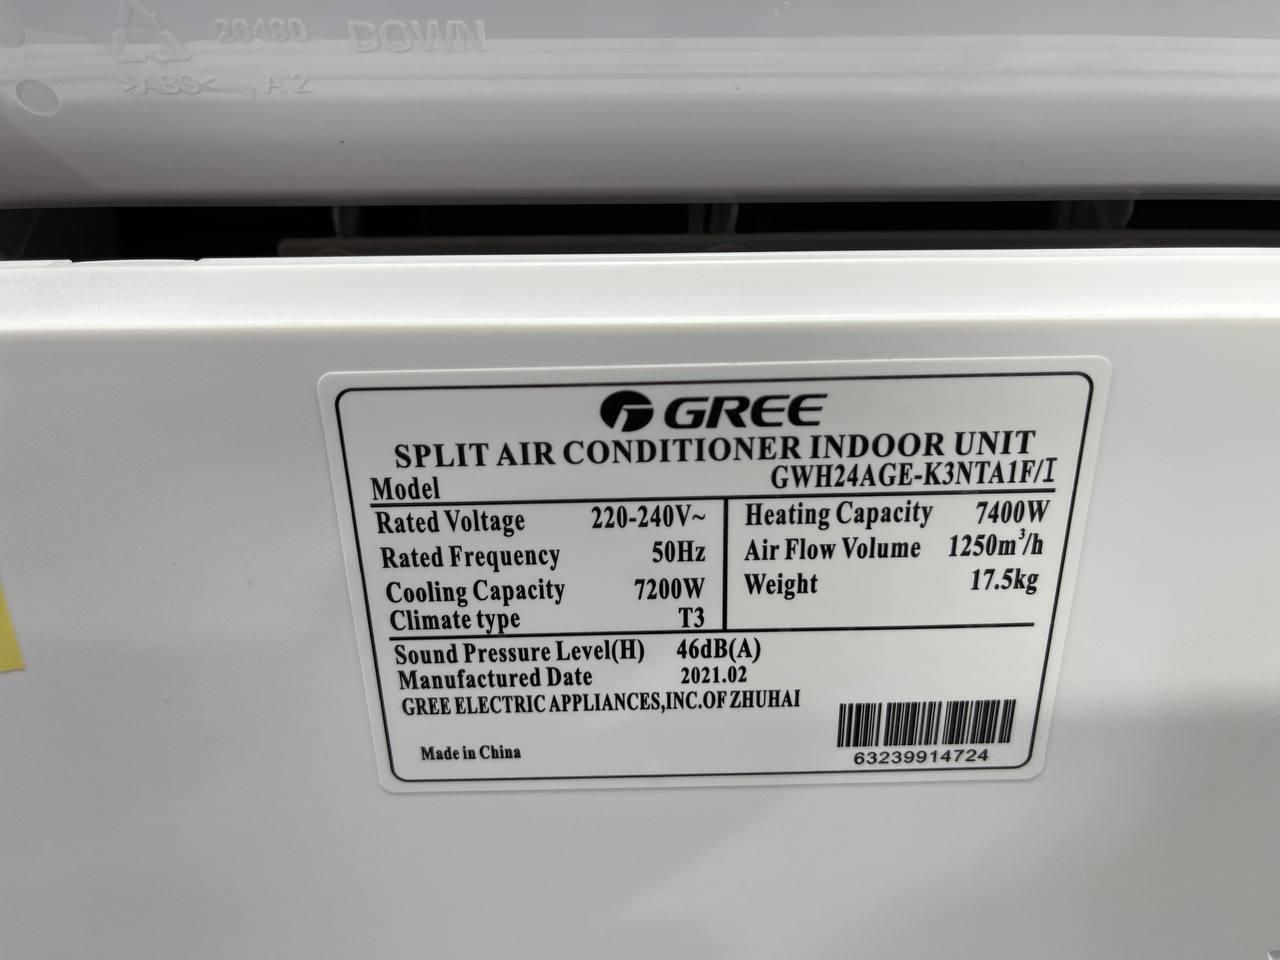 26480 DOWN
>ABS< A2
GREE
SPLIT AIR CONDITIONER INDOOR UNIT
Model GWH24AGE-K3NTA1F/I
Rated Voltage 220-240V~
Rated Frequency 50Hz
Cooling Capacity 7200W
Climate type T3
Heating Capacity 7400W
Air Flow Volume 1250m³/h
Weight 17.5kg
Sound Pressure Level(H) 46dB(A)
Manufactured Date 2021.02
GREE ELECTRIC APPLIANCES,INC.OF ZHUHAI
Made in China
63239914724